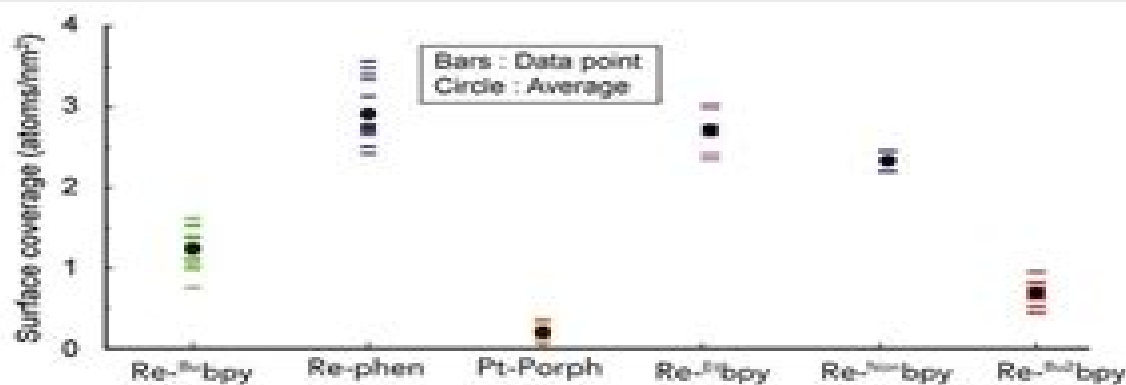 4
3
2
1
0
Surface coverage (atoms/nm²)
Bars : Data point
Circle : Average
Re- bpy Re-phen Pt-Porph Re- bpy Re- bpy Re- bpy